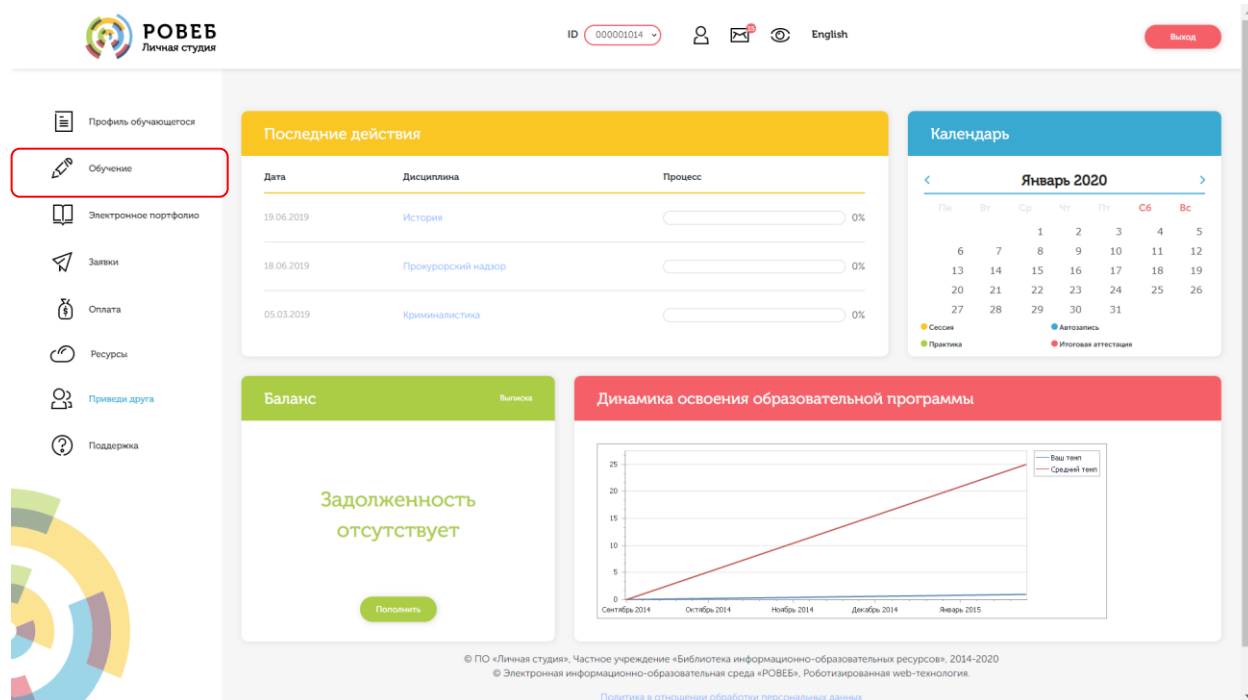 РОВЕБ
Личная студия
ID 000001014
English
Выход
Профиль обучающегося
Обучение
Электронное портфолио
Заявки
Оплата
Ресурсы
Приведи друга
Поддержка
Последние действия
Дата Дисциплина Процесс
19.06.2019 История 0%
18.06.2019 Прокурорский надзор 0%
05.03.2019 Криминалистика 0%
Календарь
Январь 2020
Пн Вт Ср Чт Пт Сб Вс
1 2 3 4 5
6 7 8 9 10 11 12
13 14 15 16 17 18 19
20 21 22 23 24 25 26
27 28 29 30 31
Сессия Автозапись
Практика Итоговая аттестация
Баланс Выписка
Задолженность
отсутствует
Пополнить
Динамика освоения образовательной программы
25
20
15
10
5
0
Сентябрь 2014 Октябрь 2014 Ноябрь 2014 Декабрь 2014 Январь 2015
Ваш темп
Средний темп
© ПО «Личная студия», Частное учреждение «Библиотека информационно-образовательных ресурсов», 2014-2020
© Электронная информационно-образовательная среда «РОВЕБ», Роботизированная web-технология.
Политика в отношении обработки персональных данных